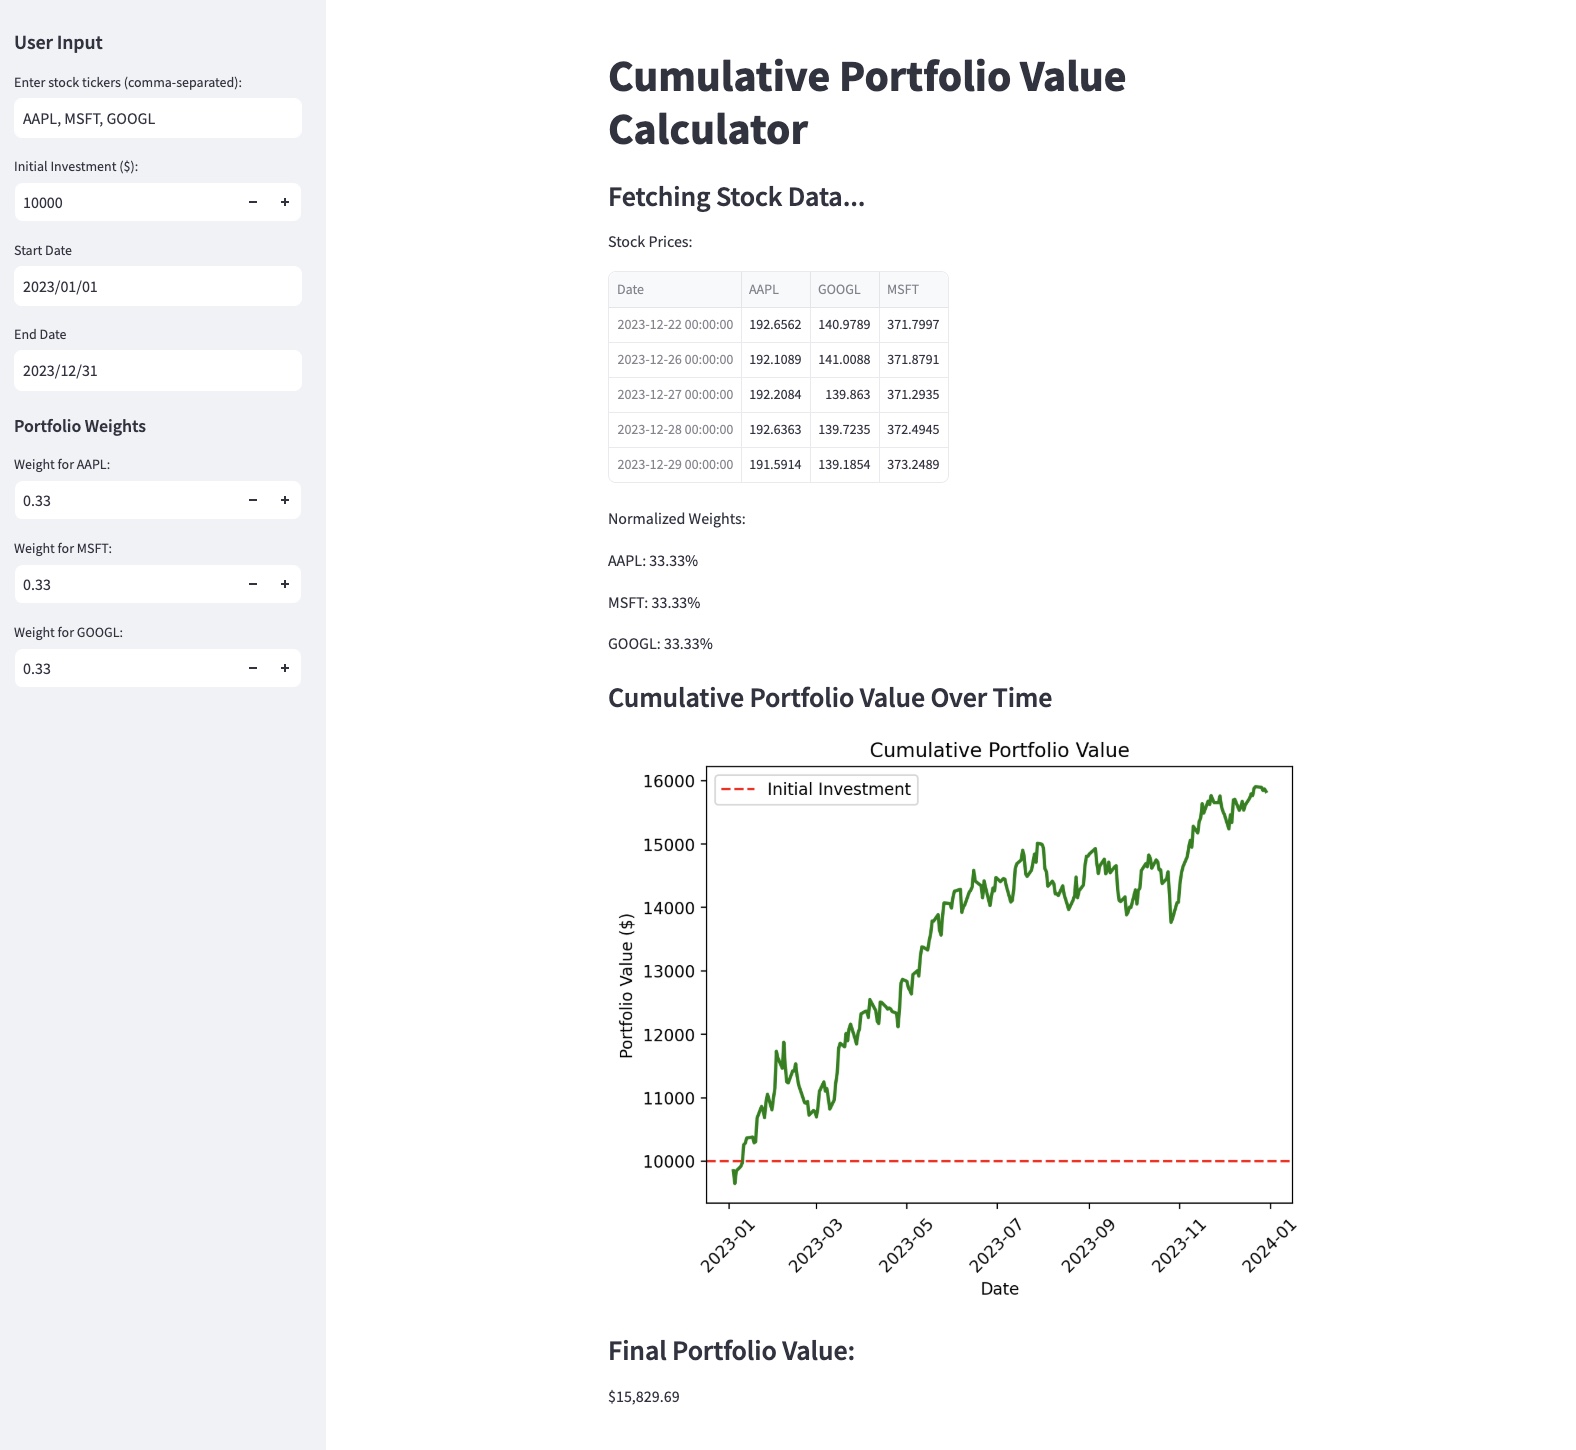 User Input
Enter stock tickers (comma-separated):
AAPL, MSFT, GOOGL
Initial Investment ($):
10000 − +
Start Date
2023/01/01
End Date
2023/12/31
Portfolio Weights
Weight for AAPL:
0.33 − +
Weight for MSFT:
0.33 − +
Weight for GOOGL:
0.33 − +
Cumulative Portfolio Value
Calculator
Fetching Stock Data...
Stock Prices:
Date AAPL GOOGL MSFT
2023-12-22 00:00:00 192.6562 140.9789 371.7997
2023-12-26 00:00:00 192.1089 141.0088 371.8791
2023-12-27 00:00:00 192.2084 139.863 371.2935
2023-12-28 00:00:00 192.6363 139.7235 372.4945
2023-12-29 00:00:00 191.5914 139.1854 373.2489
Normalized Weights:
AAPL: 33.33%
MSFT: 33.33%
GOOGL: 33.33%
Cumulative Portfolio Value Over Time
Cumulative Portfolio Value
Initial Investment
Portfolio Value ($)
16000
15000
14000
13000
12000
11000
10000
2023-01 2023-03 2023-05 2023-07 2023-09 2023-11 2024-01
Date
Final Portfolio Value:
$15,829.69